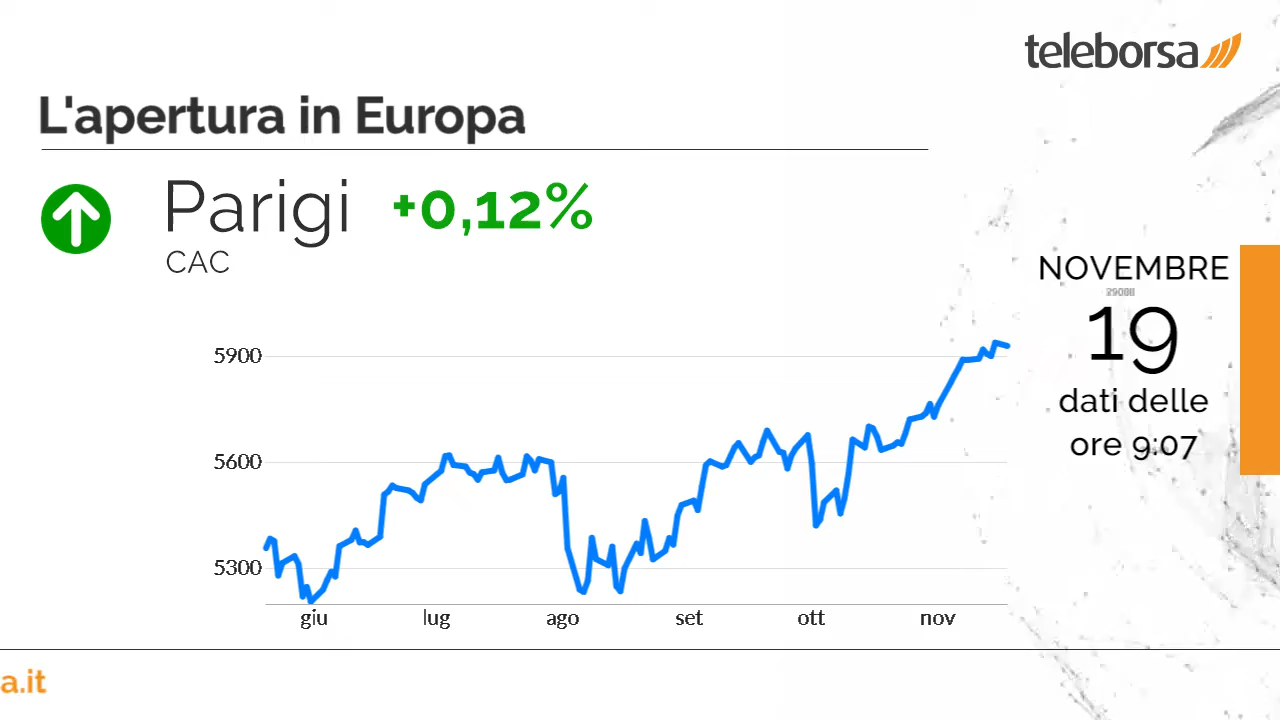 teleborsa
L'apertura in Europa
Parigi +0,12%
CAC
NOVEMBRE
19
dati delle
ore 9:07
5900
5600
5300
giu lug ago set ott nov
a.it